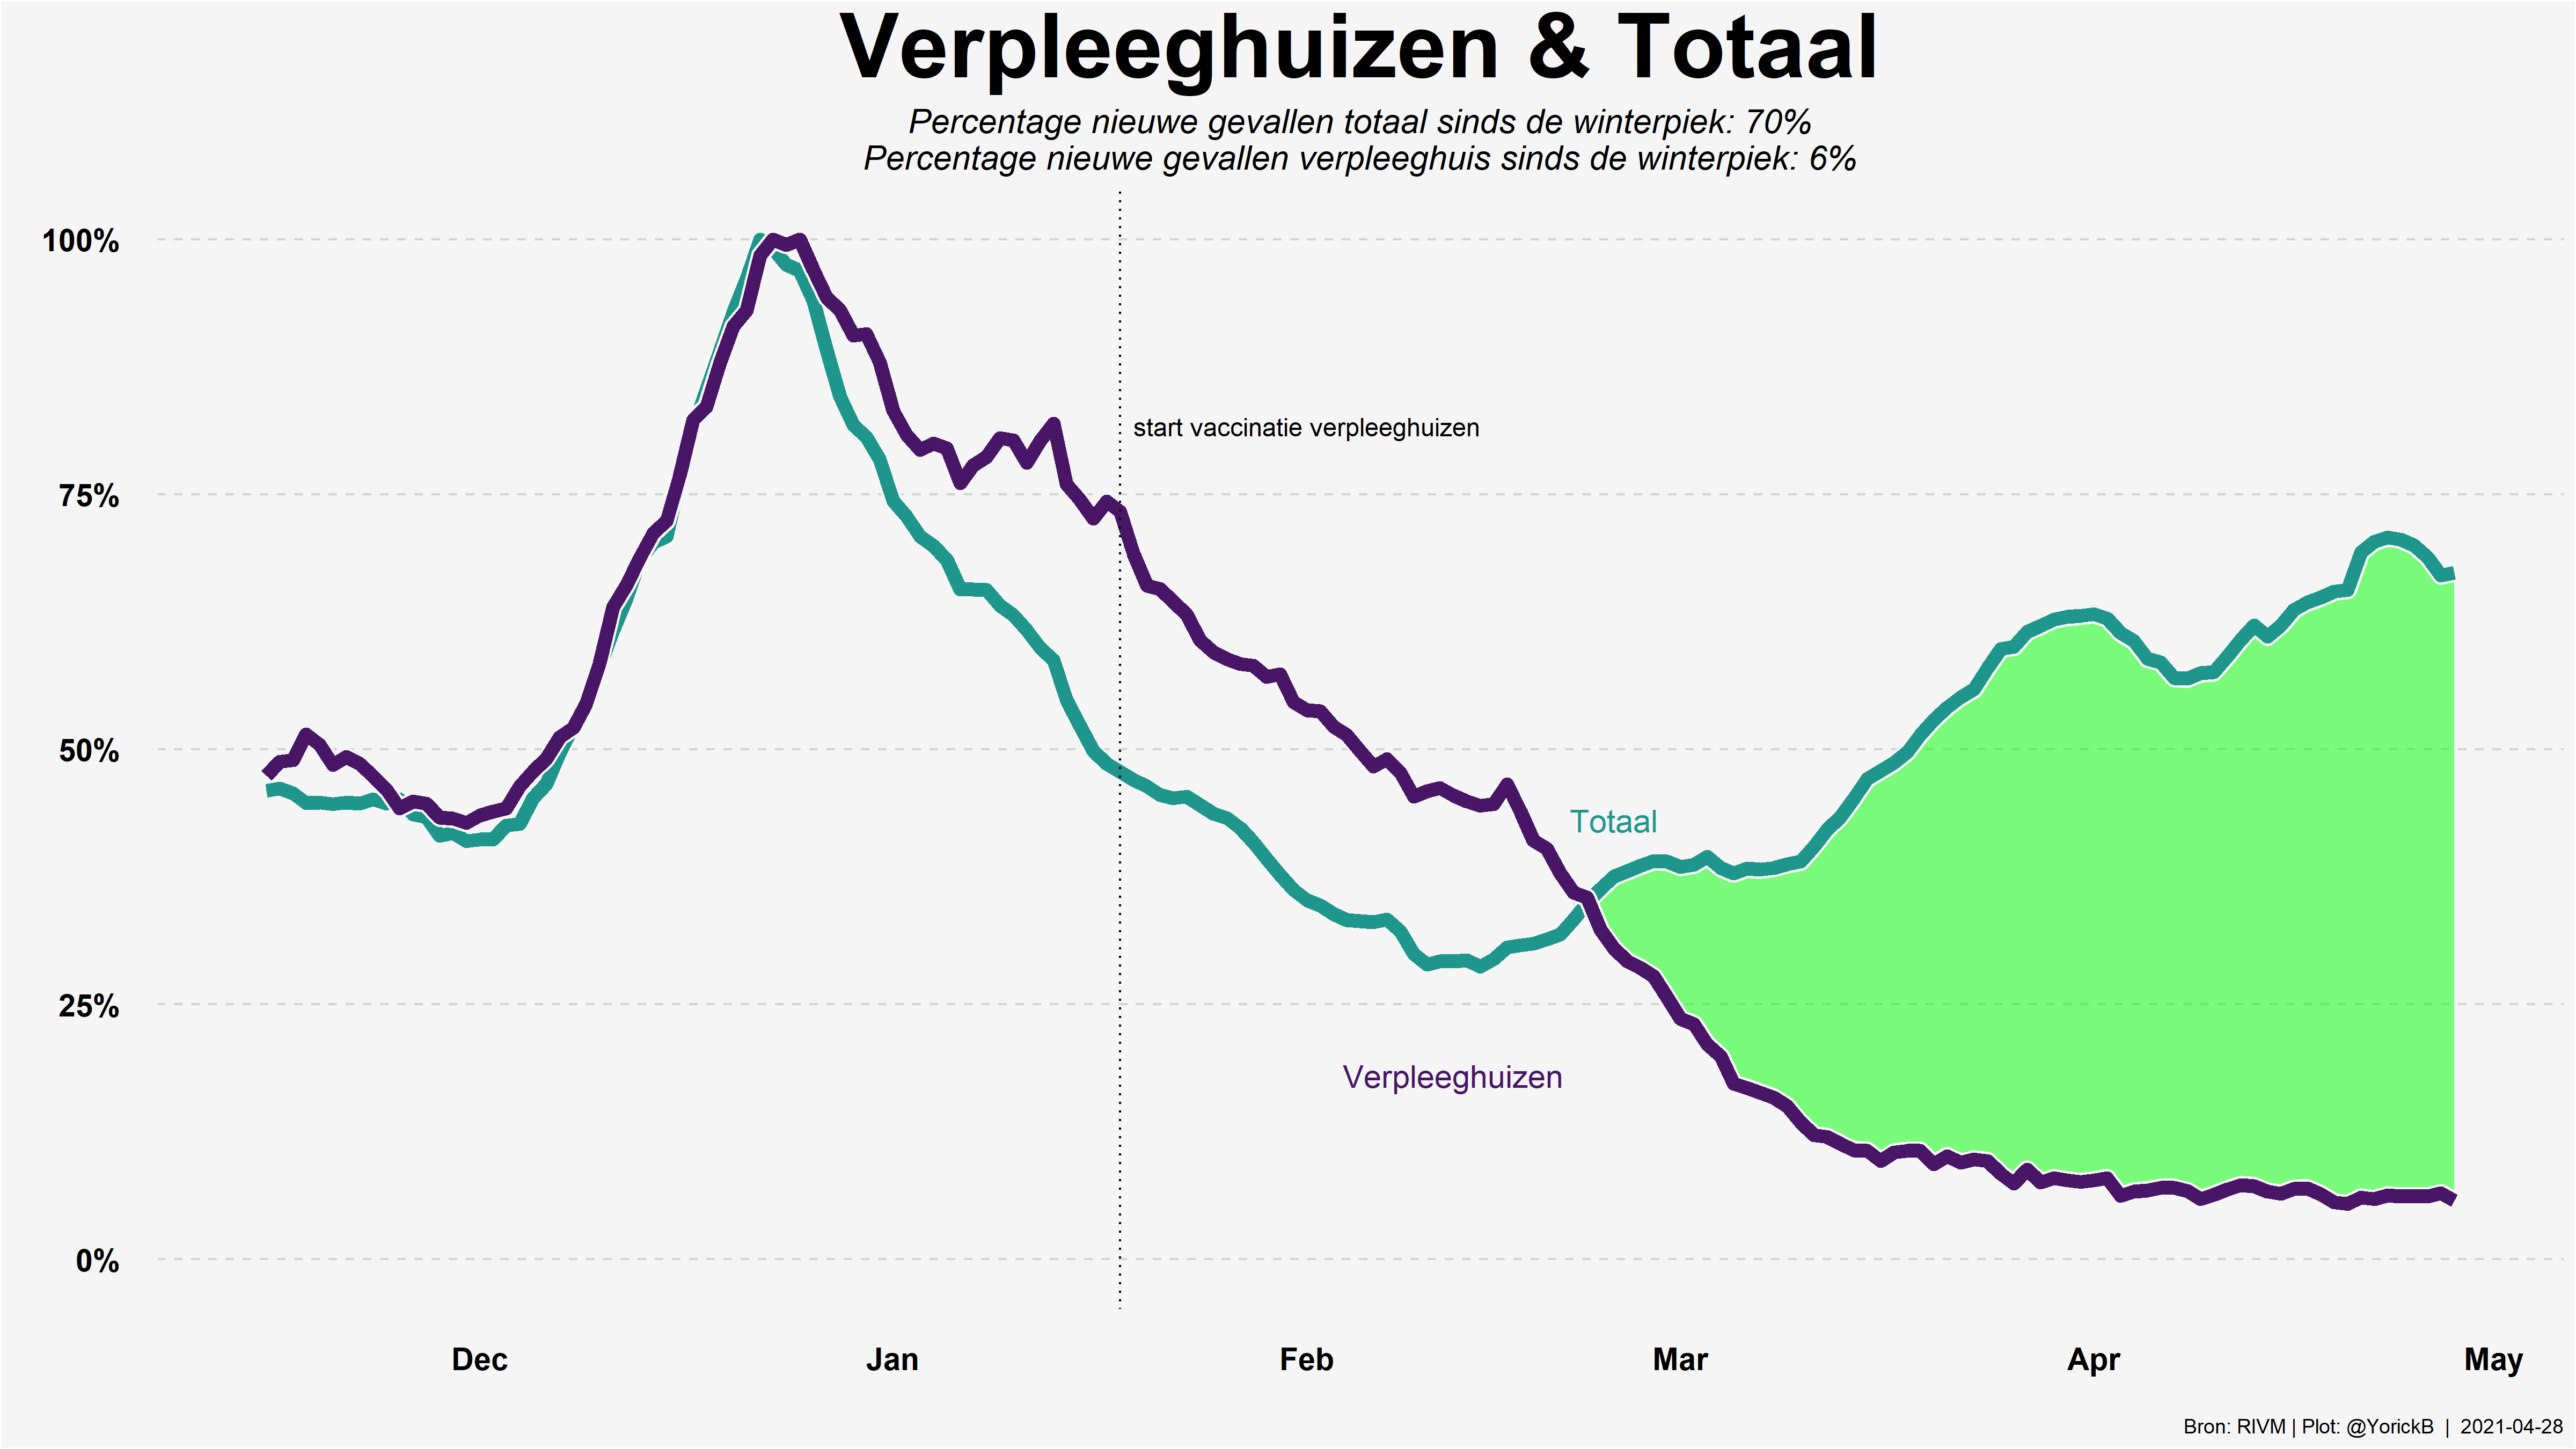 Verpleeghuizen & Totaal
Percentage nieuwe gevallen totaal sinds de winterpiek: 70%
Percentage nieuwe gevallen verpleeghuis sinds de winterpiek: 6%
100%
start vaccinatie verpleeghuizen
75%
50%
Totaal
25%
Verpleeghuizen
0%
Dec Jan Feb Mar Apr May
Bron: RIVM | Plot: @YorickB | 2021-04-28